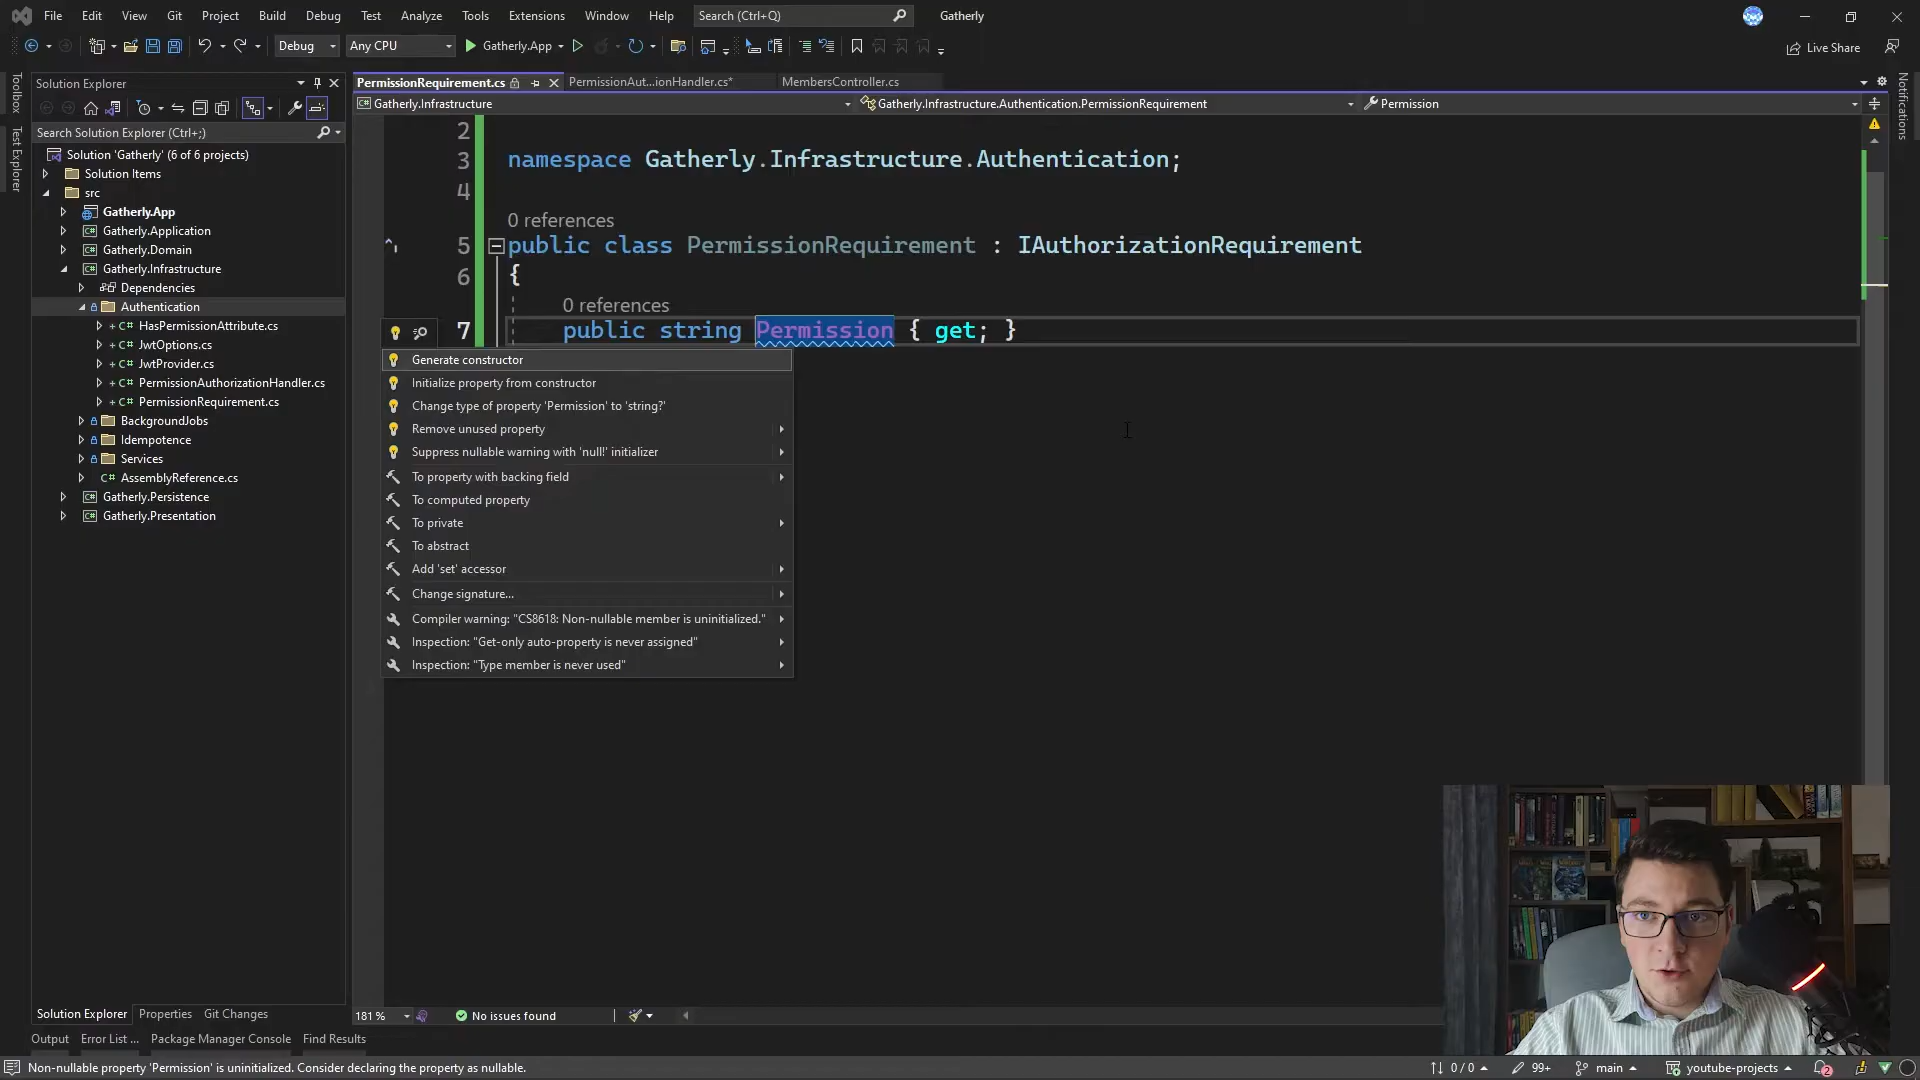 File Edit View Git Project Build Debug Test Analyze Tools Extensions Window Help Search (Ctrl+Q) Gatherly
Debug Any CPU Gatherly.App Live Share
Toolbox
Test Explorer
Notifications
Solution Explorer
Search Solution Explorer (Ctrl+;)
Solution 'Gatherly' (6 of 6 projects)
Solution Items
src
Gatherly.App
Gatherly.Application
Gatherly.Domain
Gatherly.Infrastructure
Dependencies
Authentication
HasPermissionAttribute.cs
JwtOptions.cs
JwtProvider.cs
PermissionAuthorizationHandler.cs
PermissionRequirement.cs
BackgroundJobs
Idempotence
Services
AssemblyReference.cs
Gatherly.Persistence
Gatherly.Presentation
Solution Explorer Properties Git Changes
PermissionRequirement.cs PermissionAut...ionHandler.cs* MembersController.cs
Gatherly.Infrastructure Gatherly.Infrastructure.Authentication.PermissionRequirement Permission
2
3 namespace Gatherly.Infrastructure.Authentication;
4
0 references
5 public class PermissionRequirement : IAuthorizationRequirement
6 {
0 references
7 public string Permission { get; }
Generate constructor
Initialize property from constructor
Change type of property 'Permission' to 'string?'
Remove unused property
Suppress nullable warning with 'null!' initializer
To property with backing field
To computed property
To private
To abstract
Add 'set' accessor
Change signature...
Compiler warning: "CS8618: Non-nullable member is uninitialized."
Inspection: "Get-only auto-property is never assigned"
Inspection: "Type member is never used"
181 % No issues found
Output Error List ... Package Manager Console Find Results
Non-nullable property 'Permission' is uninitialized. Consider declaring the property as nullable. 0 / 0 99+ main youtube-projects 2